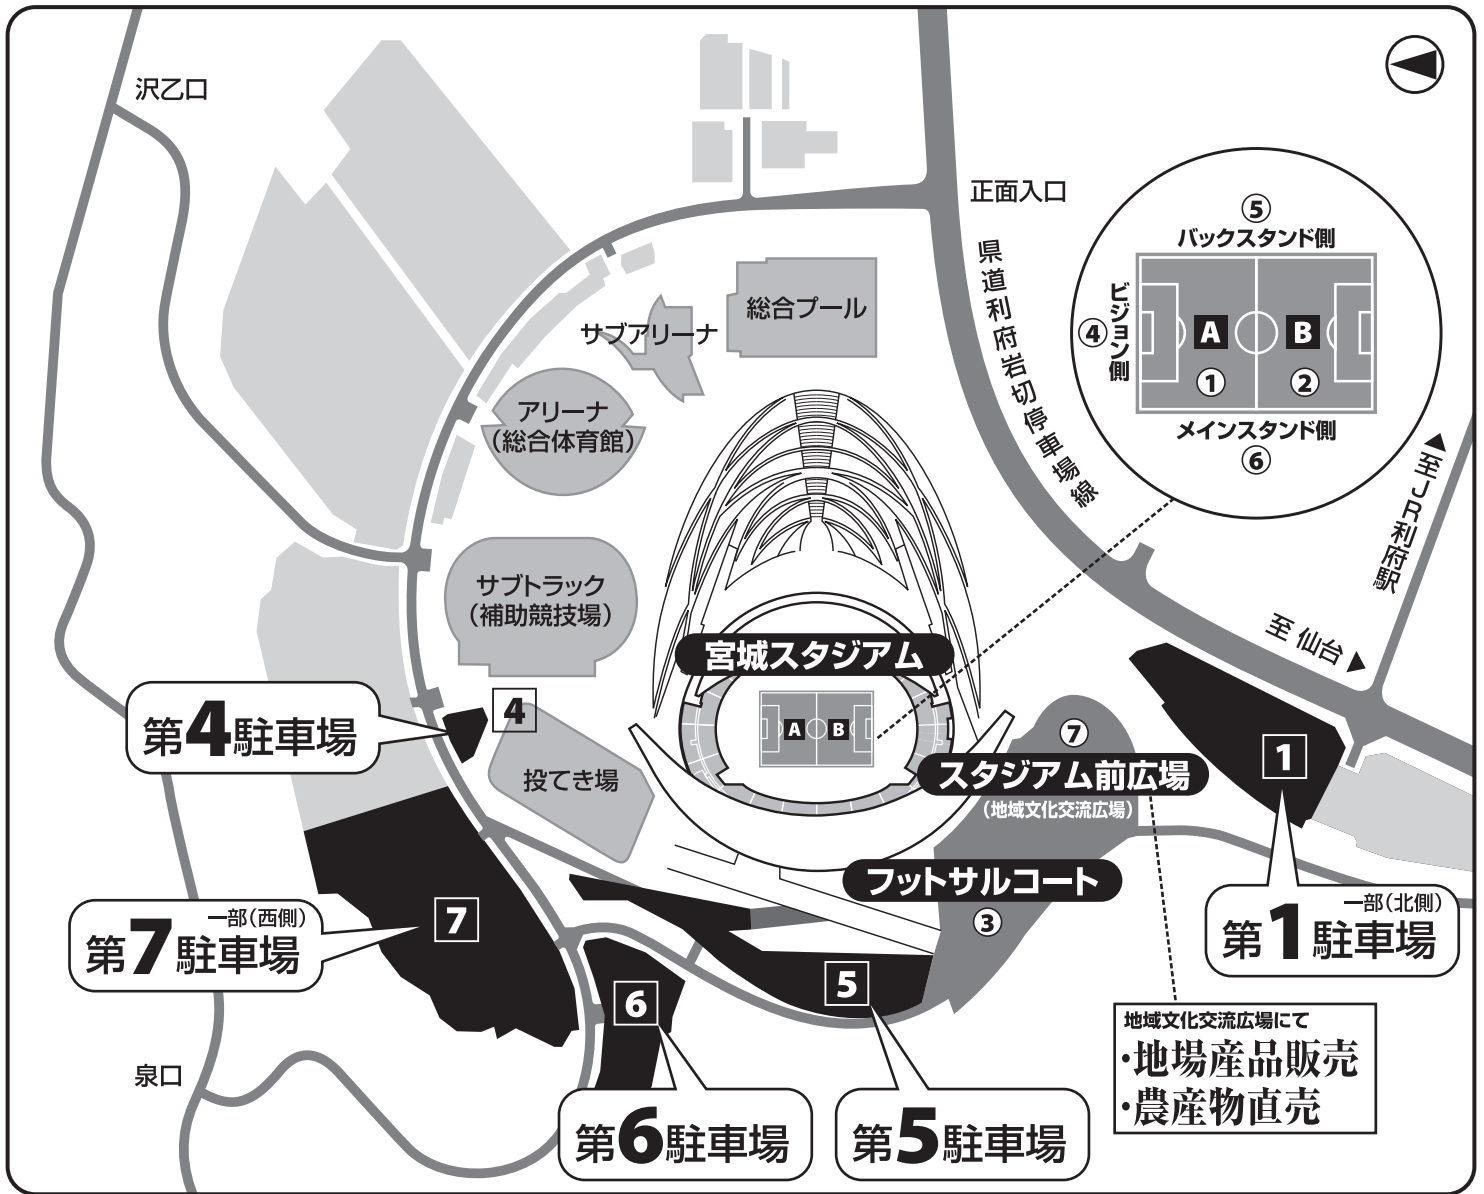 沢乙口
正面入口
県道利府岩切停車場線
⑤
バックスタンド側
ビジョン側
④
A
B
①
②
メインスタンド側
⑥
至JR利府駅
至 仙台
総合プール
サブアリーナ
アリーナ
(総合体育館)
サブトラック
(補助競技場)
宮城スタジアム
A
B
4
第4駐車場
投てき場
⑦
スタジアム前広場
(地域文化交流広場)
1
フットサルコート
③
一部(北側)
第1駐車場
7
一部(西側)
第7駐車場
6
5
地域文化交流広場にて
・地場産品販売
・農産物直売
泉口
第6駐車場
第5駐車場